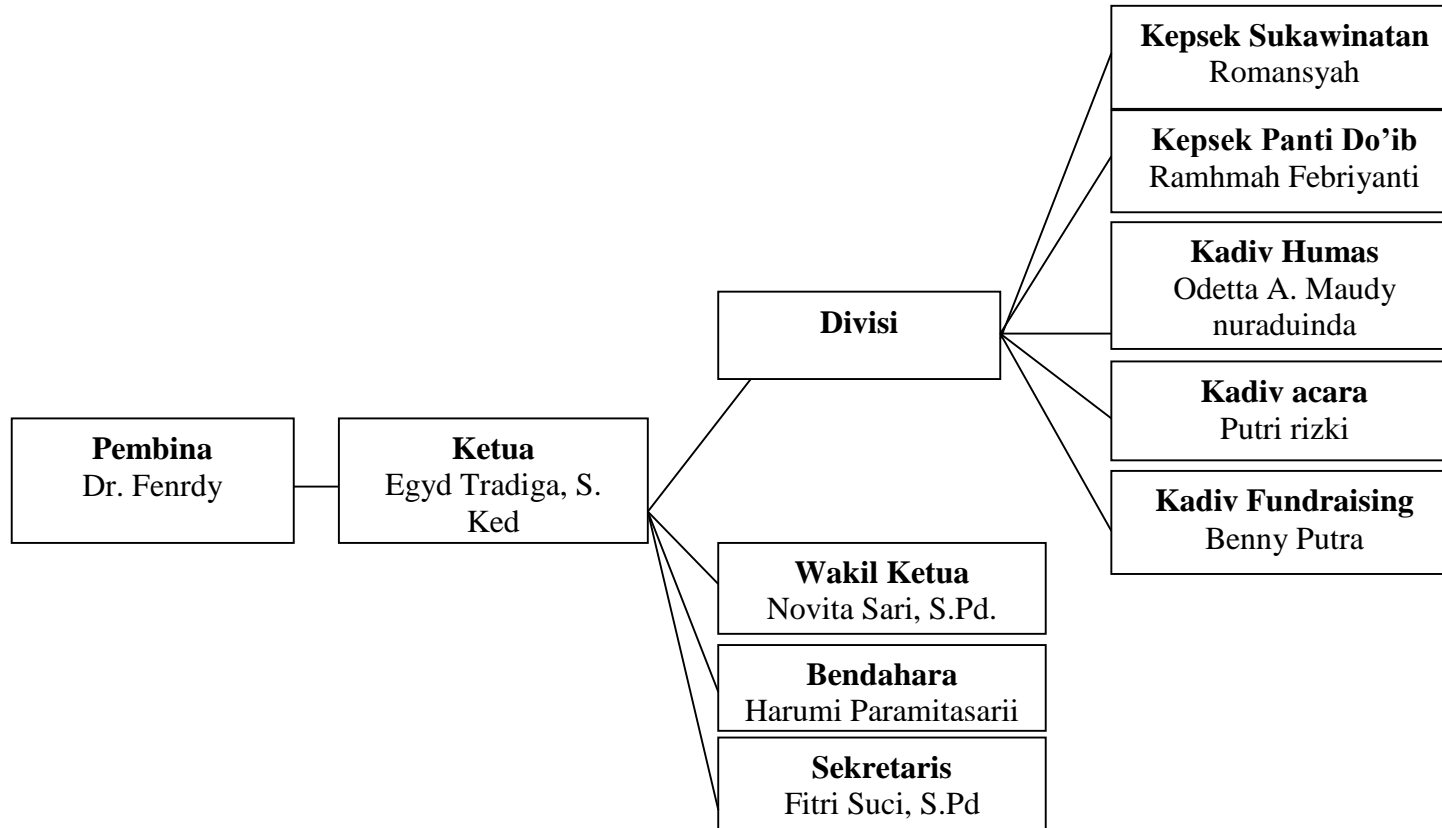 Kepsek Sukawinatan
Romansyah
Kepsek Panti Do’ib
Ramhmah Febriyanti
Kadiv Humas
Odetta A. Maudy
nuraduinda
Divisi
Kadiv acara
Putri rizki
Pembina
Dr. Fenrdy
Ketua
Egyd Tradiga, S.
Ked
Kadiv Fundraising
Benny Putra
Wakil Ketua
Novita Sari, S.Pd.
Bendahara
Harumi Paramitasarii
Sekretaris
Fitri Suci, S.Pd